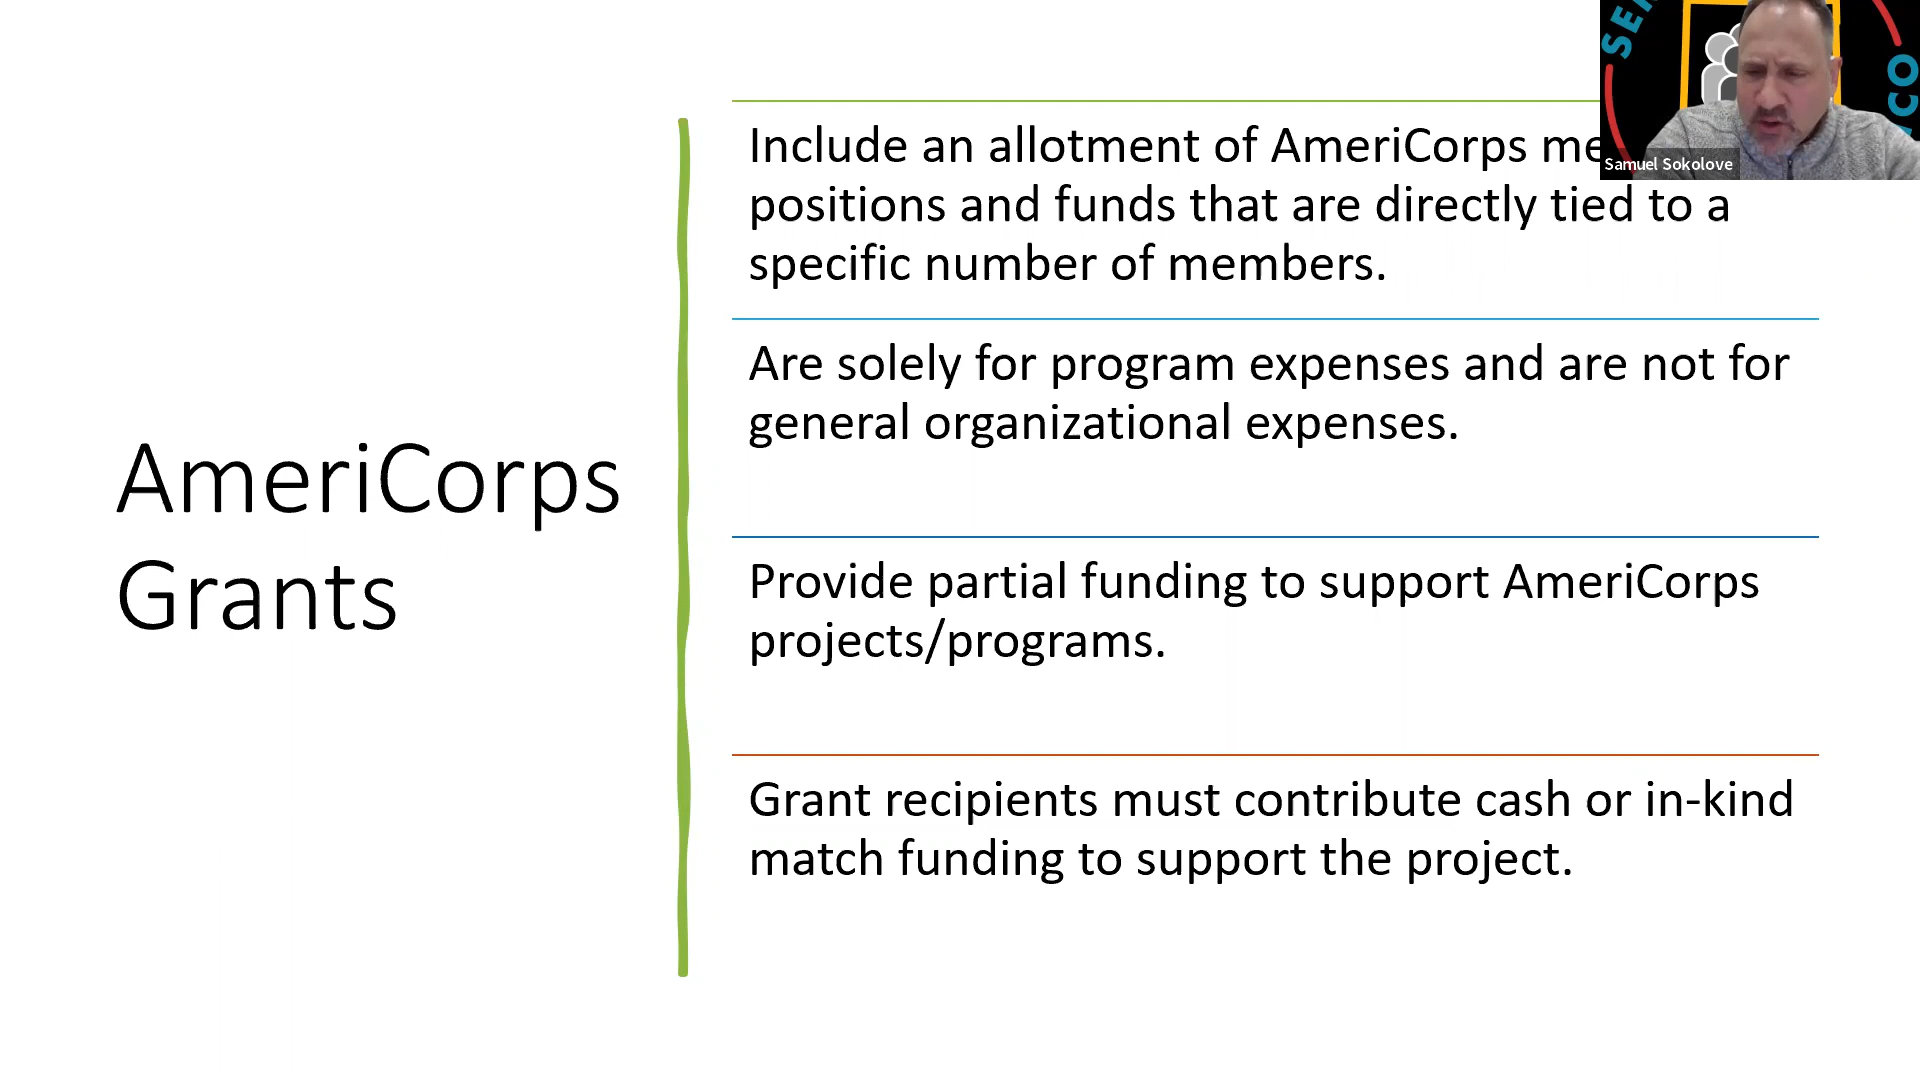 AmeriCorps
Grants
Include an allotment of AmeriCorps
positions and funds that are directly tied to a
specific number of members.
Are solely for program expenses and are not for
general organizational expenses.
Provide partial funding to support AmeriCorps
projects/programs.
Grant recipients must contribute cash or in-kind
match funding to support the project.
Samuel Sokolove